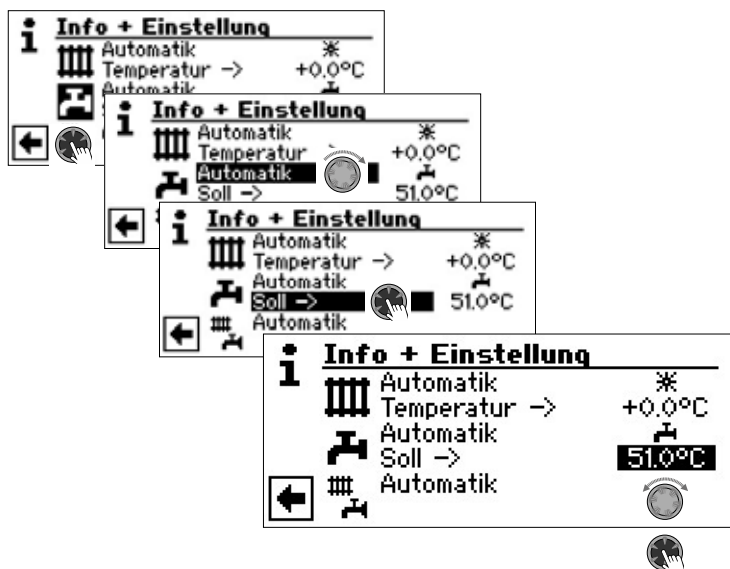 Info + Einstellung
Automatik
Temperatur -> +0.0°C
Automatik
Info + Einstellung
Automatik
Temperatur +0.0°C
Automatik
Soll -> 51.0°C
Info + Einstellung
Automatik
Temperatur -> +0.0°C
Automatik
Soll -> 51.0°C
Automatik
Info + Einstellung
Automatik
Temperatur -> +0.0°C
Automatik
Soll -> 51.0°C
Automatik